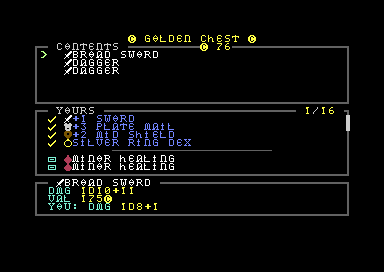 GOLDEN CHEST
CONTENTS 76
> BROAD SWORD
DAGGER
DAGGER
YOURS 1/16
+1 SWORD
+3 PLATE MAIL
+2 MID SHIELD
SILVER RING DEX
MINOR HEALING
MINOR HEALING
BROAD SWORD
DMG 1D10+11
VAL 175
YOU: DMG 1D8+1